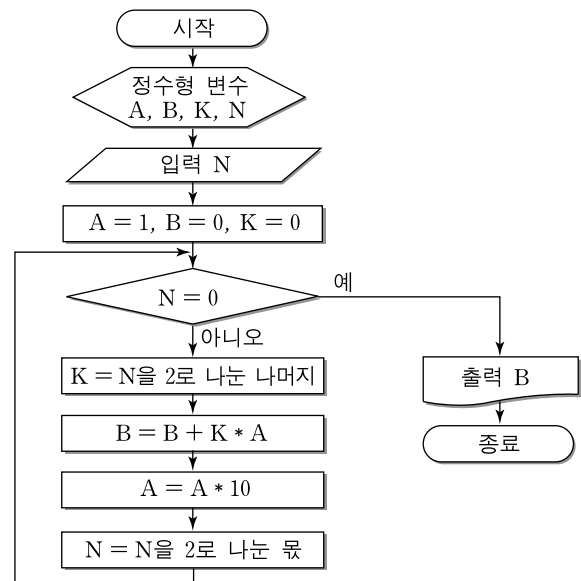 시작
정수형 변수
A, B, K, N
입력 N
A = 1, B = 0, K = 0
N = 0
예
아니오
K = N을 2로 나눈 나머지
출력 B
B = B + K * A
종료
A = A * 10
N = N을 2로 나눈 몫